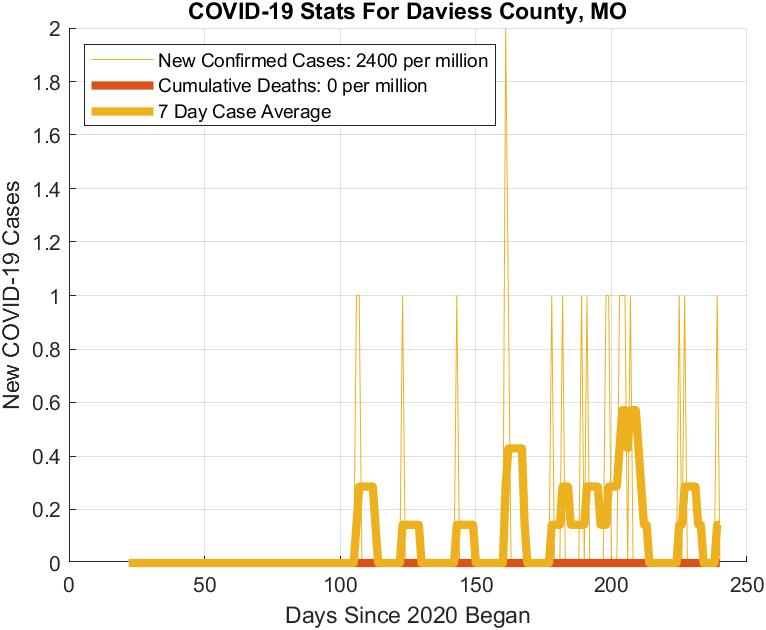 COVID-19 Stats For Daviess County, MO
New Confirmed Cases: 2400 per million
Cumulative Deaths: 0 per million
7 Day Case Average
New COVID-19 Cases
2
1.8
1.6
1.4
1.2
1
0.8
0.6
0.4
0.2
0
0 50 100 150 200 250
Days Since 2020 Began